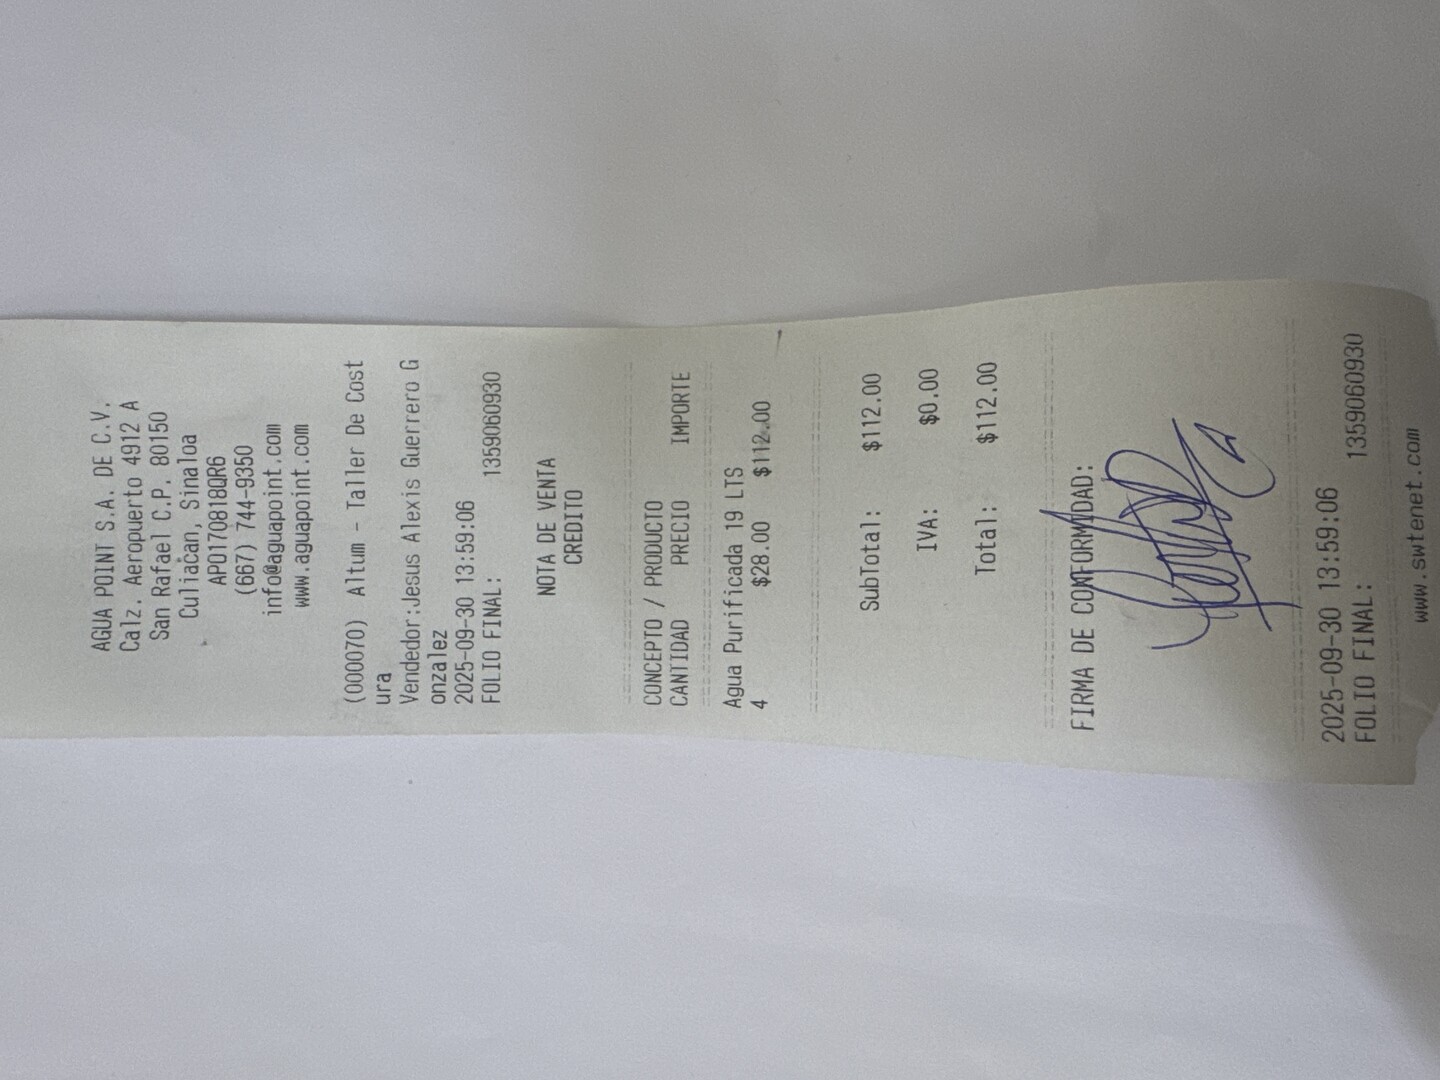 AGUA POINT S.A. DE C.V.
Calz. Aeropuerto 4912 A
San Rafael C.P. 80150
Culiacan, Sinaloa
APO170818QR6
(667) 744-9350
info@aguapoint.com
www.aguapoint.com
(000070) Altum - Taller De Cost
ura
Vendedor:Jesus Alexis Guerrero G
onzalez
2025-09-30 13:59:06
FOLIO FINAL: 1359060930
NOTA DE VENTA
CREDITO
CONCEPTO / PRODUCTO
CANTIDAD PRECIO IMPORTE
Agua Purificada 19 LTS
4 $28.00 $112.00
SubTotal: $112.00
IVA: $0.00
Total: $112.00
FIRMA DE CONFORMIDAD:
2025-09-30 13:59:06
FOLIO FINAL: 1359060930
www.swtenet.com